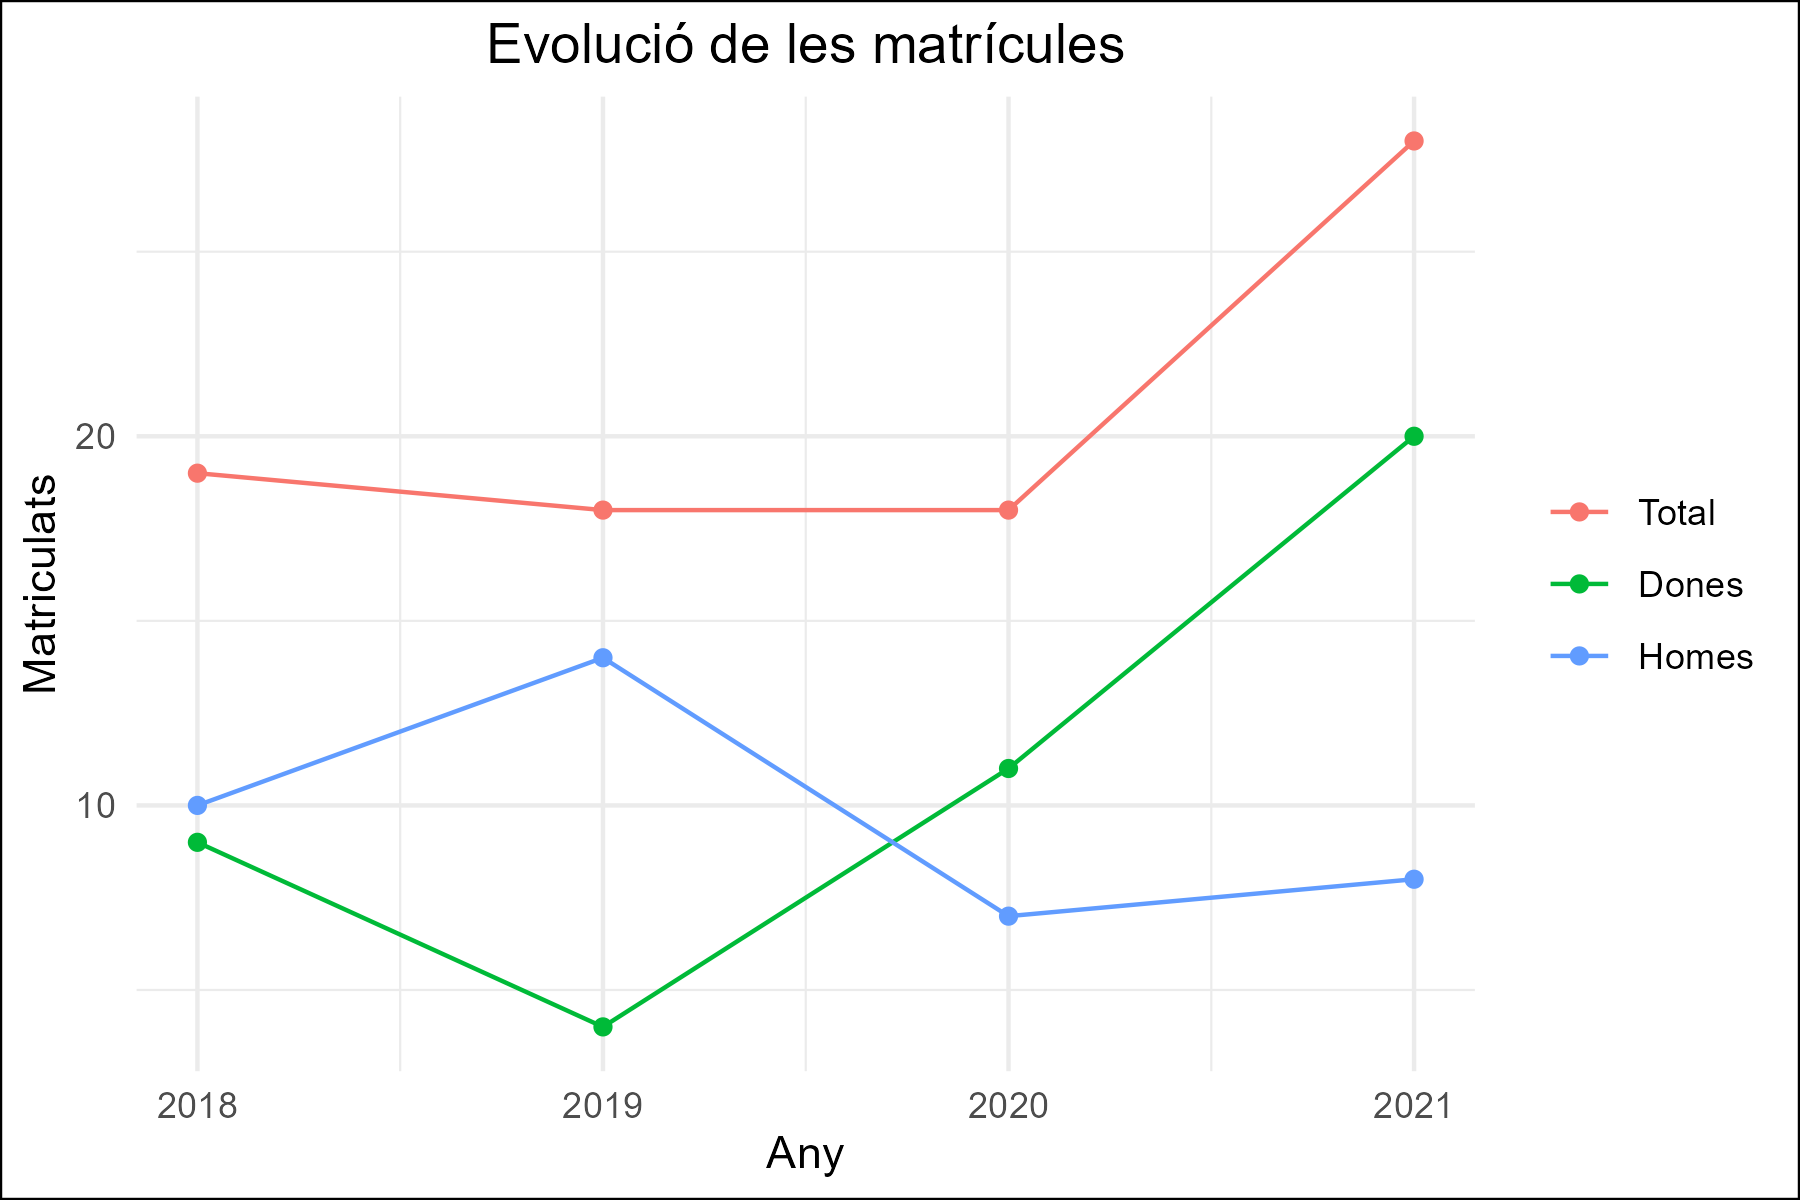 Evolució de les matrícules
20
10
Matriculats
2018
2019
2020
2021
Any
Total
Dones
Homes